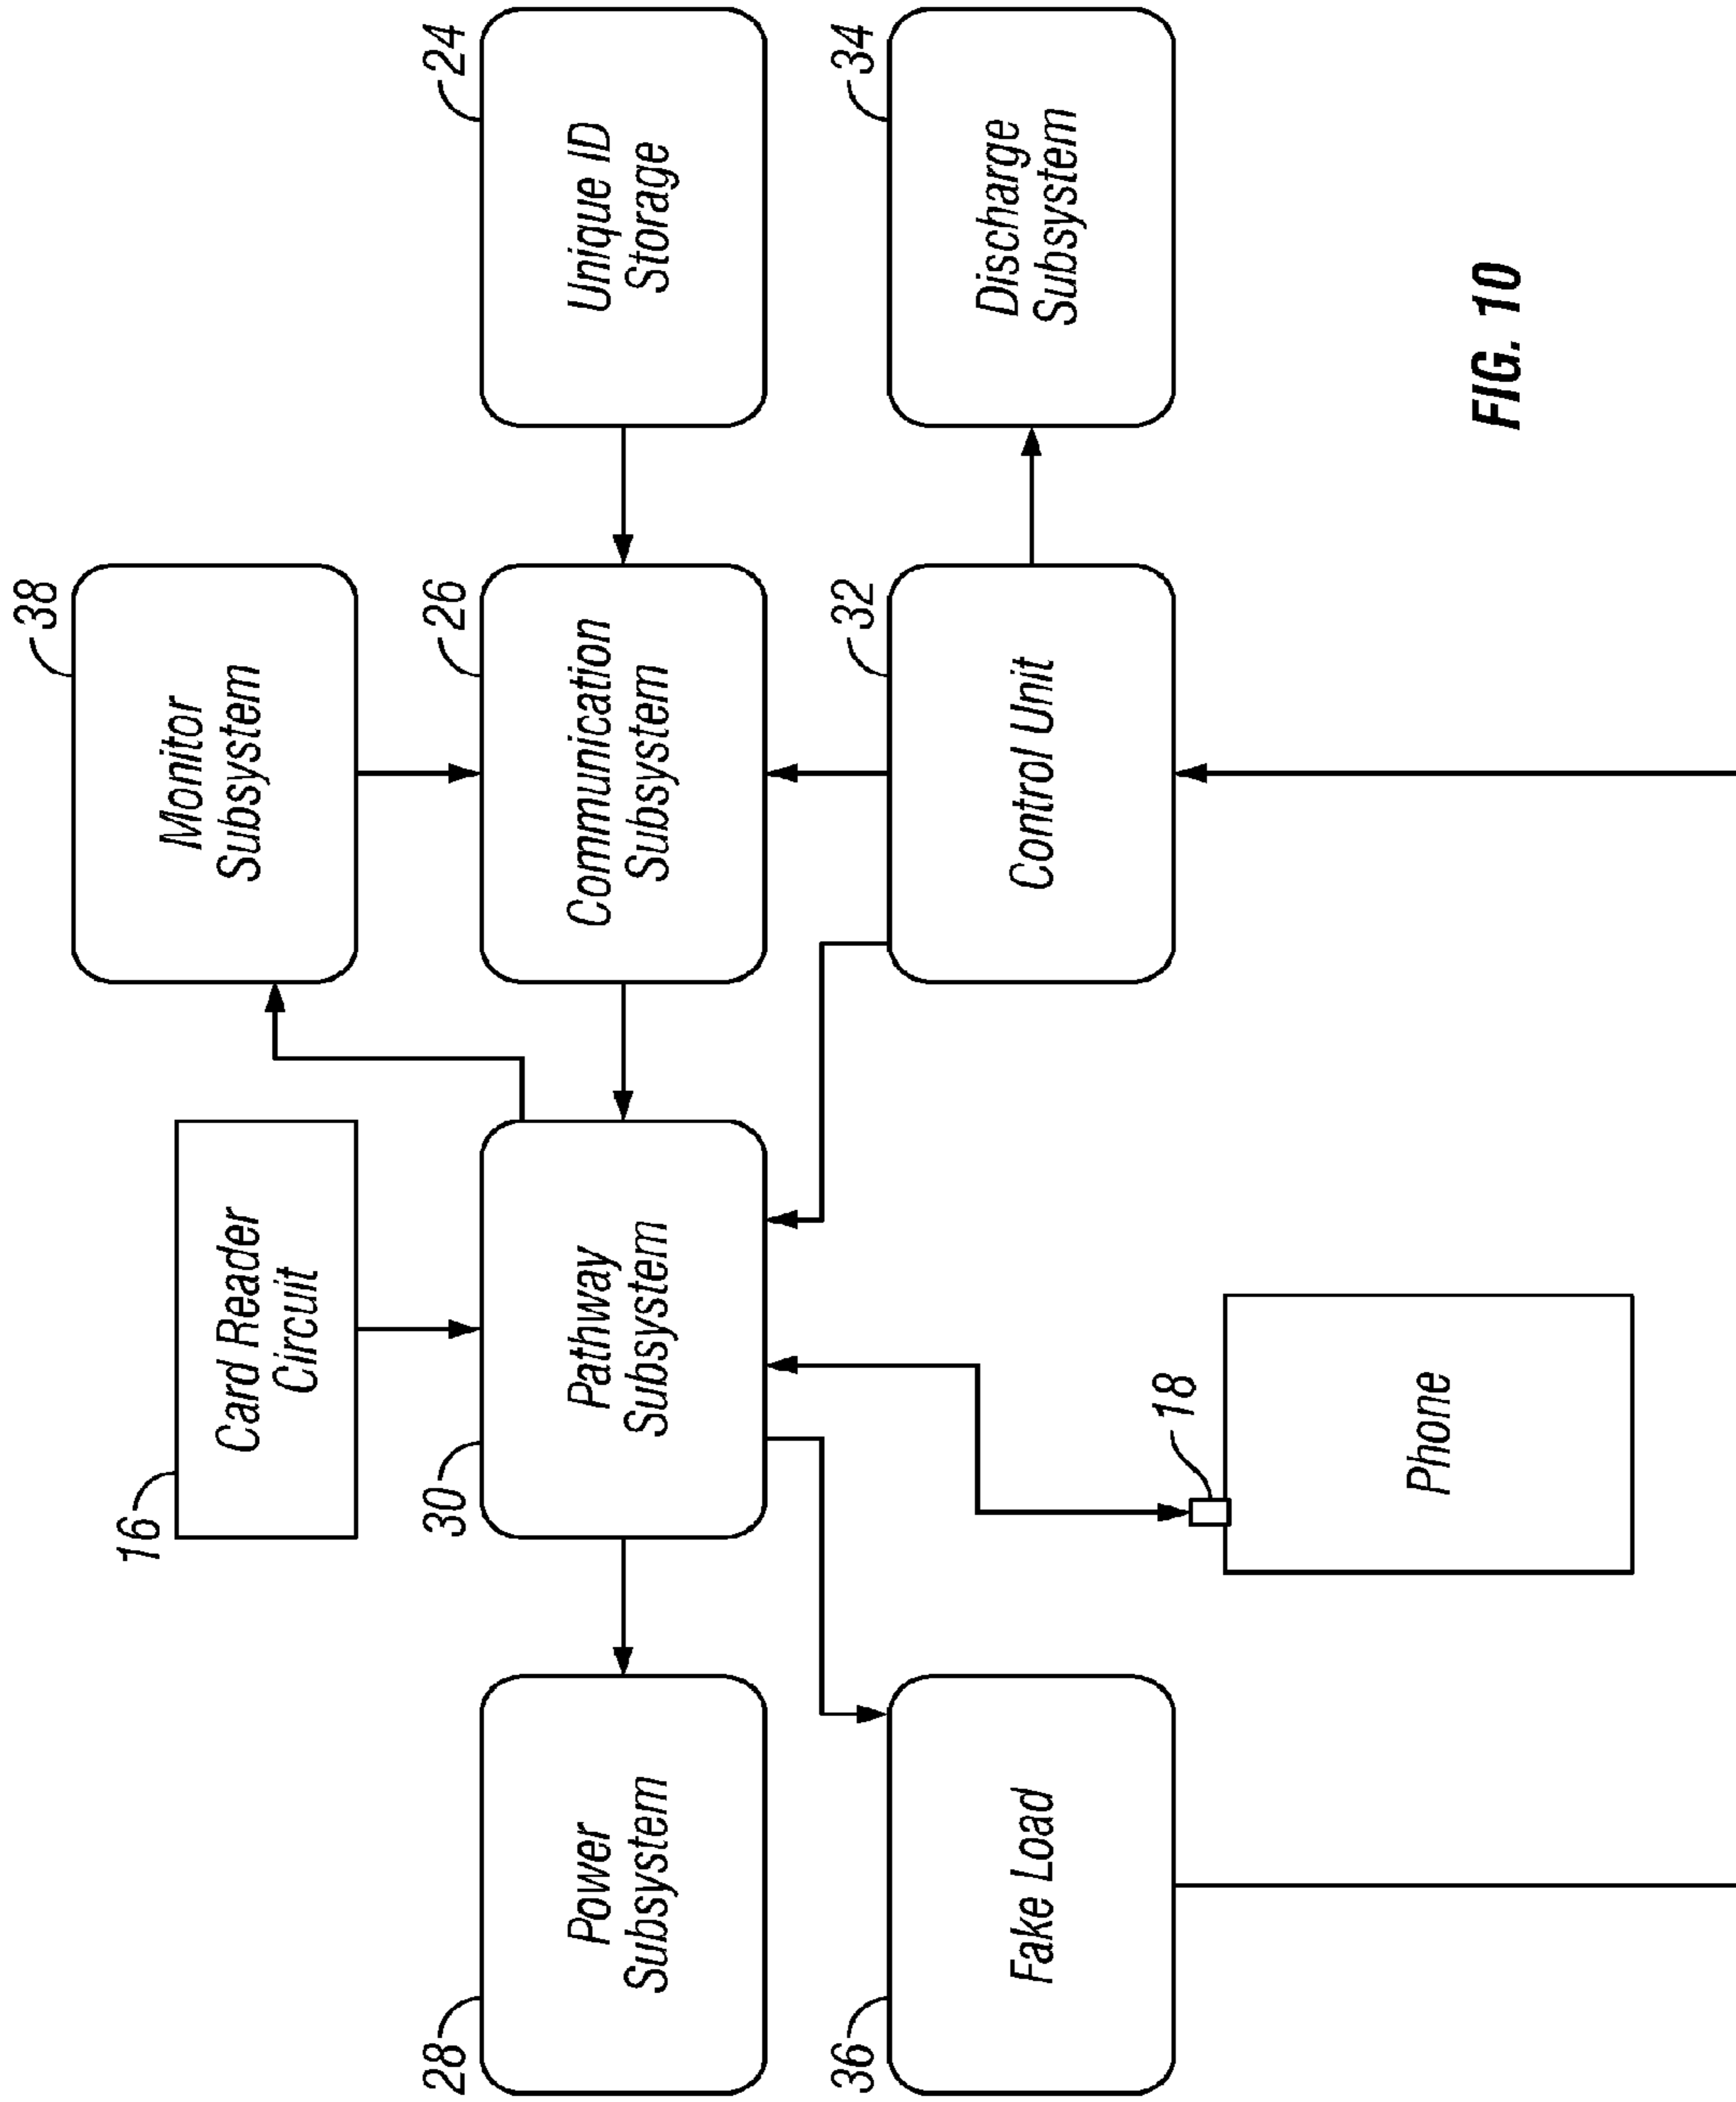 16
Card Reader
Circuit
38
Monitor
Subsystem
28
Power
Subsystem
30
Pathway
Subsystem
26
Communication
Subsystem
24
Unique ID
Storage
36
Fake Load
32
Control Unit
34
Discharge
Subsystem
18
Phone
FIG. 10